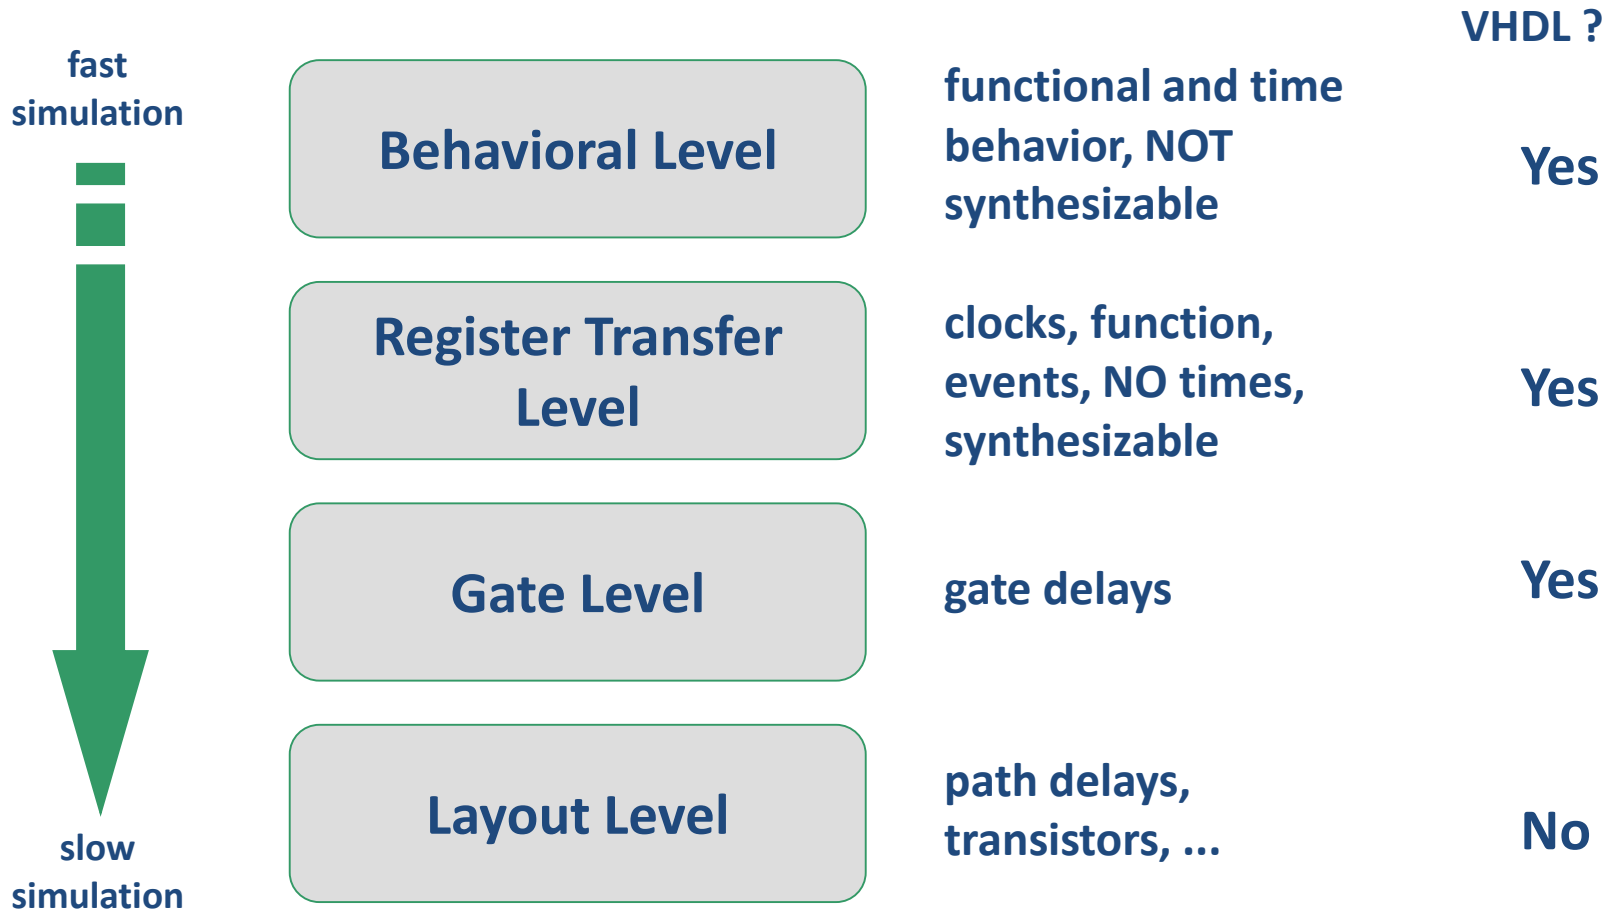 VHDL ?
fast
simulation
Behavioral Level
functional and time
behavior, NOT
synthesizable
Yes
Register Transfer
Level
clocks, function,
events, NO times,
synthesizable
Yes
Gate Level
gate delays
Yes
Layout Level
path delays,
transistors, ...
No
slow
simulation